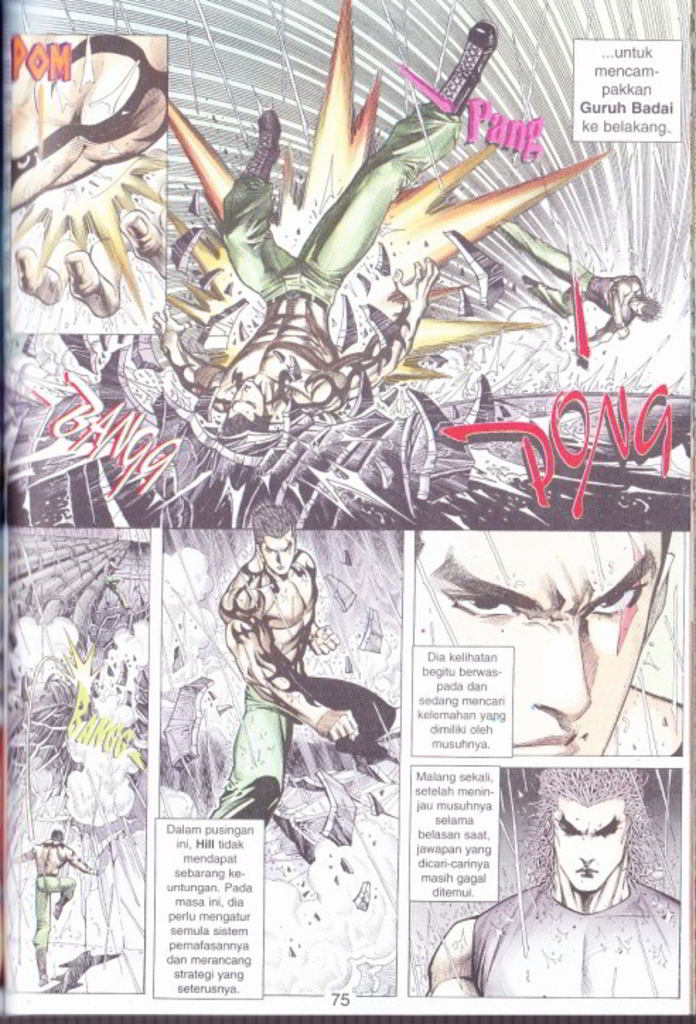 POM
Pang
...untuk
mencam-
pakkan
Guruh Badai
ke belakang.
BANGG
PONG
BANGGG
Dalam pusingan
ini, Hill tidak
mendapat
sebarang ke-
untungan. Pada
masa ini, dia
perlu mengatur
semula sistem
pernafasannya
dan merancang
strategi yang
seterusnya.
Dia kelihatan
begitu berwas-
pada dan
sedang mencari
kelemahan yang
dimiliki oleh
musuhnya.
Malang sekali,
setelah menin-
jau musuhnya
selama
belasan saat,
jawapan yang
dicari-carinya
masih gagal
ditemui.
75